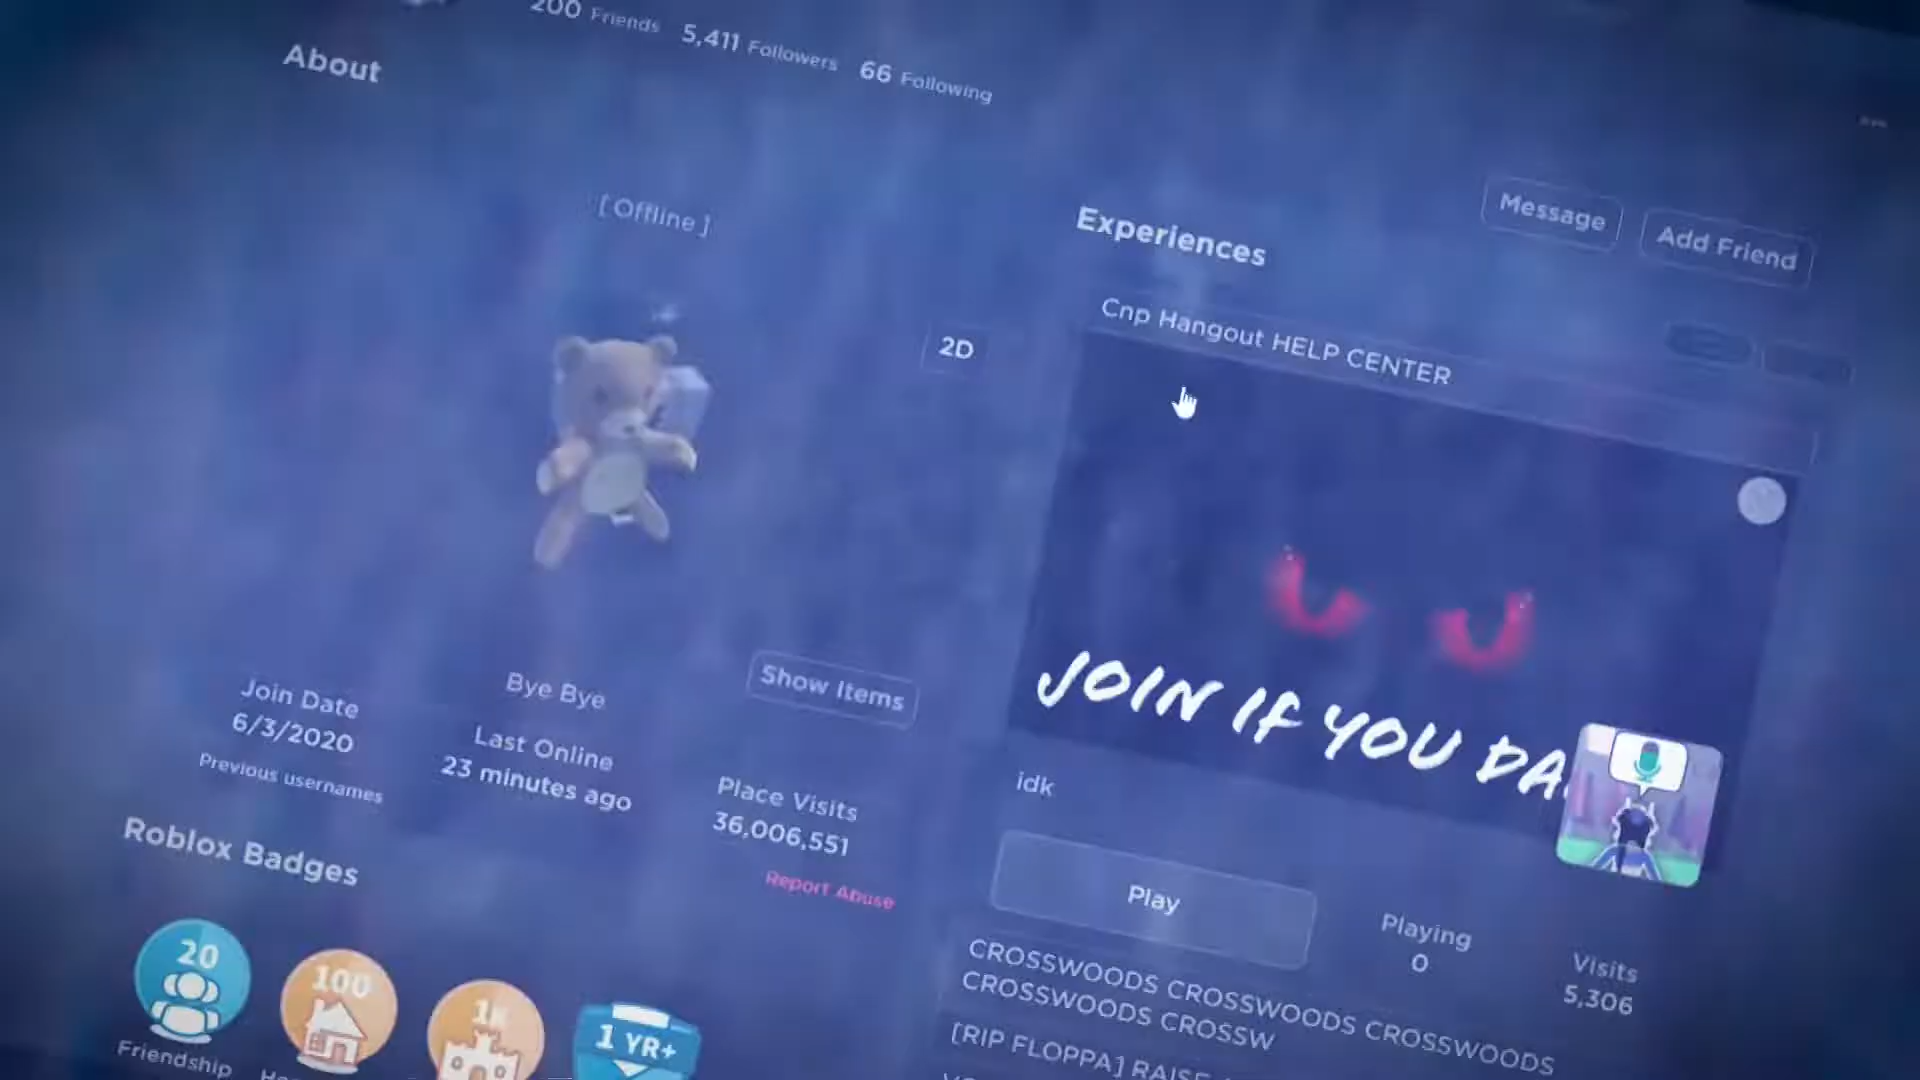 200 Friends 5,411 Followers 66 Following
About
[ Offline ]
Message
Add Friend
Experiences
Cnp Hangout HELP CENTER
2D
JOIN IF YOU DA
idk
Bye Bye
Show Items
Join Date
6/3/2020
Last Online
23 minutes ago
Place Visits
36,006,551
Previous usernames
Report Abuse
Play
Playing
0
Visits
5,306
Roblox Badges
20
100
1K
1 YR+
Friendship
CROSSWOODS CROSSWOODS CROSSWOODS
CROSSWOODS CROSSW
[RIP FLOPPA] RAISE